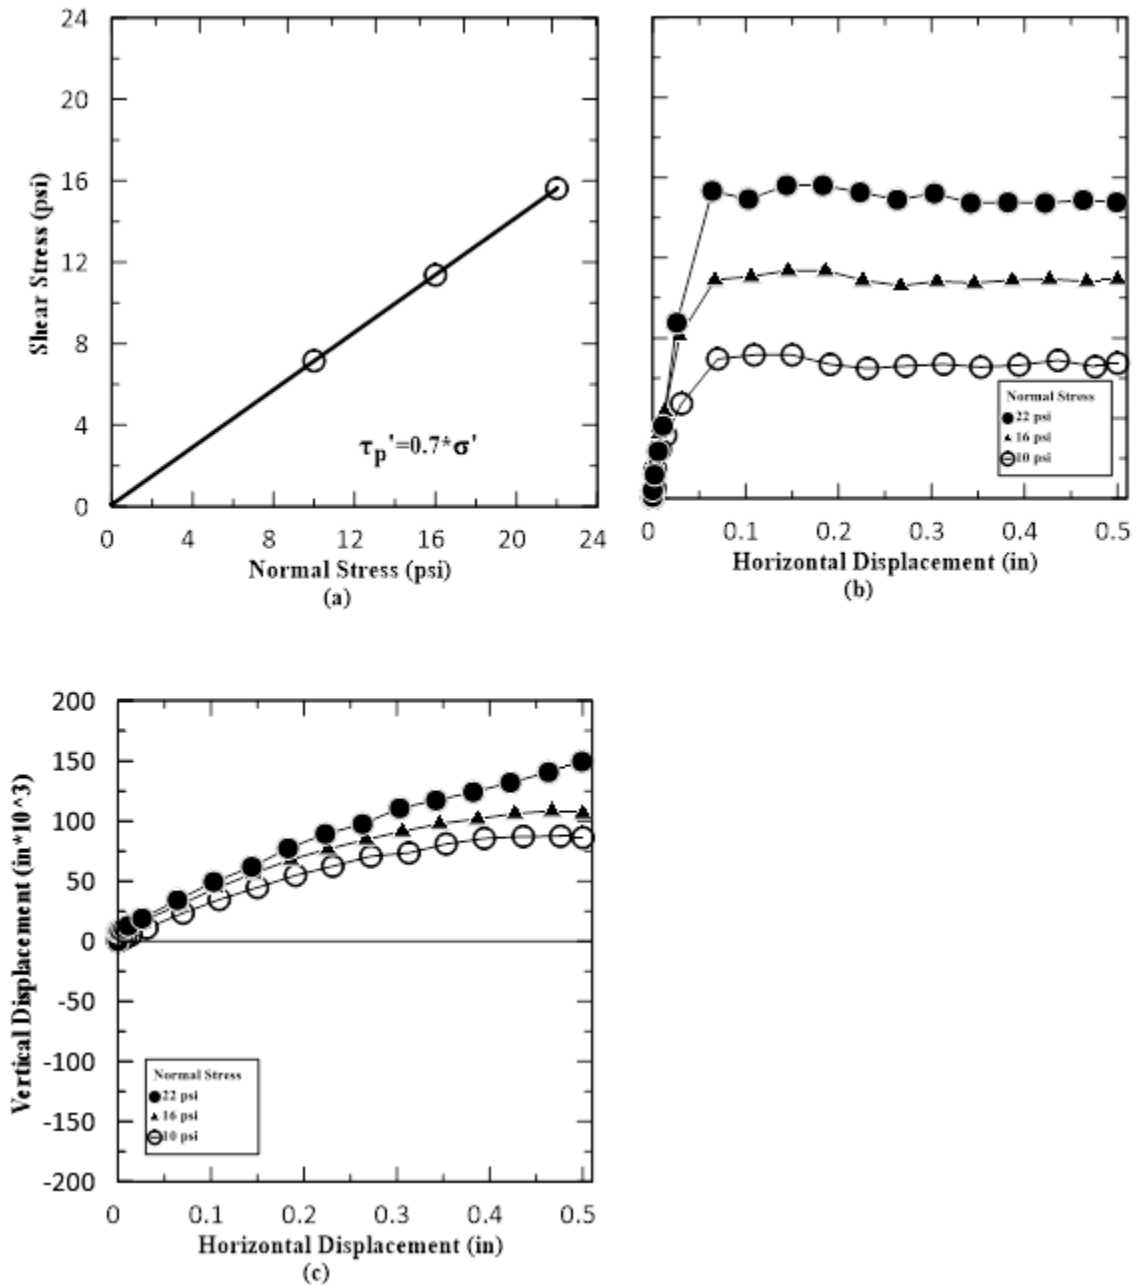 24
20
16
12
8
4
0
Shear Stress (psi)
τp'=0.7*σ'
0 4 8 12 16 20 24
Normal Stress (psi)
(a)
Normal Stress
22 psi
16 psi
10 psi
0 0.1 0.2 0.3 0.4 0.5
Horizontal Displacement (in)
(b)
200
150
100
50
0
-50
-100
-150
-200
Vertical Displacement (in*10^3)
Normal Stress
22 psi
16 psi
10 psi
0 0.1 0.2 0.3 0.4 0.5
Horizontal Displacement (in)
(c)